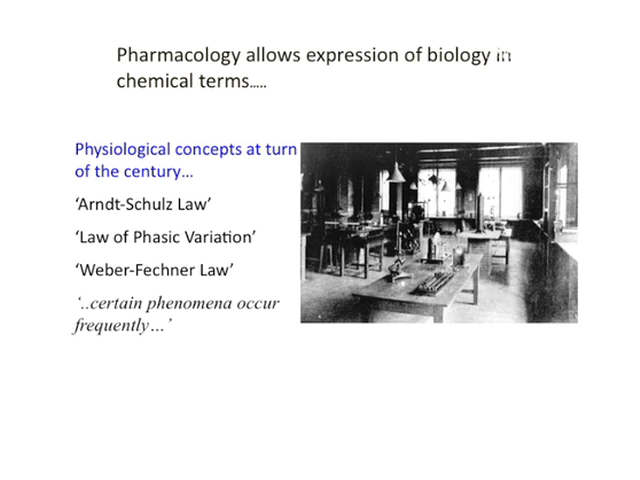 Pharmacology allows expression of biology in
chemical terms.....
Physiological concepts at turn
of the century...
‘Arndt-Schulz Law’
‘Law of Phasic Variation’
‘Weber-Fechner Law’
‘..certain phenomena occur
frequently...’